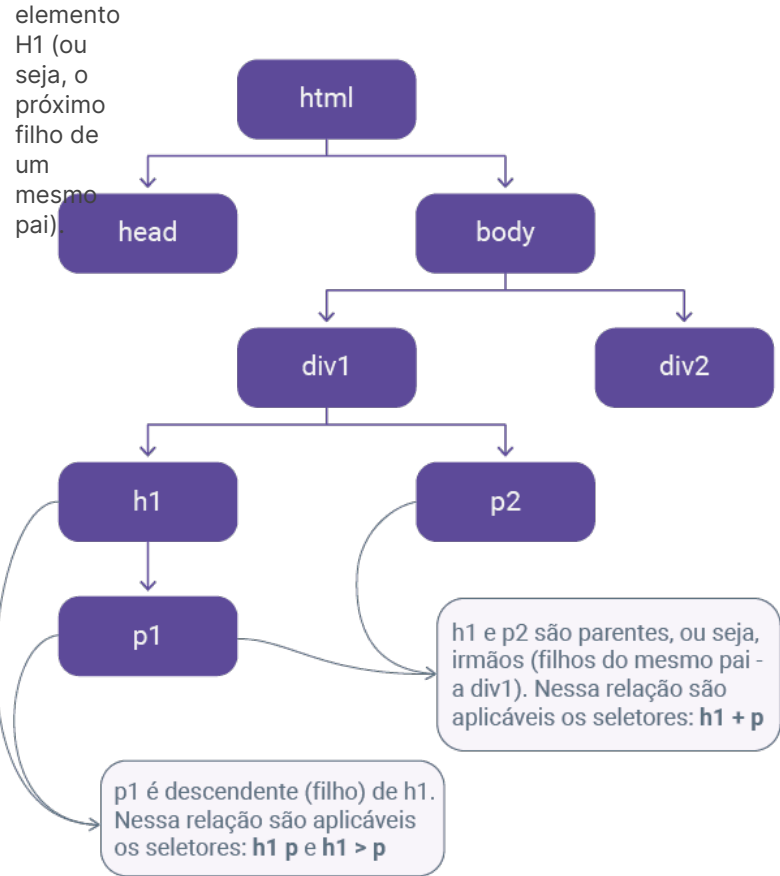 elemento
H1 (ou
seja, o
próximo
filho de
um
mesmo
pai).
html
head
body
div1
div2
h1
p2
p1
h1 e p2 são parentes, ou seja,
irmãos (filhos do mesmo pai -
a div1). Nessa relação são
aplicáveis os seletores: h1 + p
p1 é descendente (filho) de h1.
Nessa relação são aplicáveis
os seletores: h1 p e h1 > p